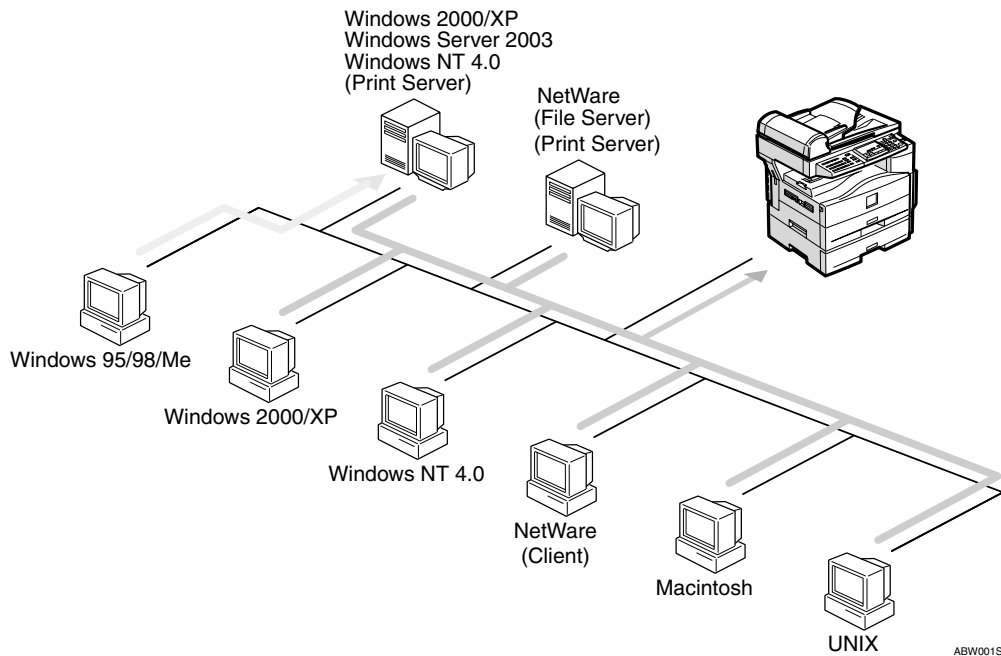 Windows 2000/XP
Windows Server 2003
Windows NT 4.0
(Print Server)
NetWare
(File Server)
(Print Server)
Windows 95/98/Me
Windows 2000/XP
Windows NT 4.0
NetWare
(Client)
Macintosh
UNIX
ABW001S